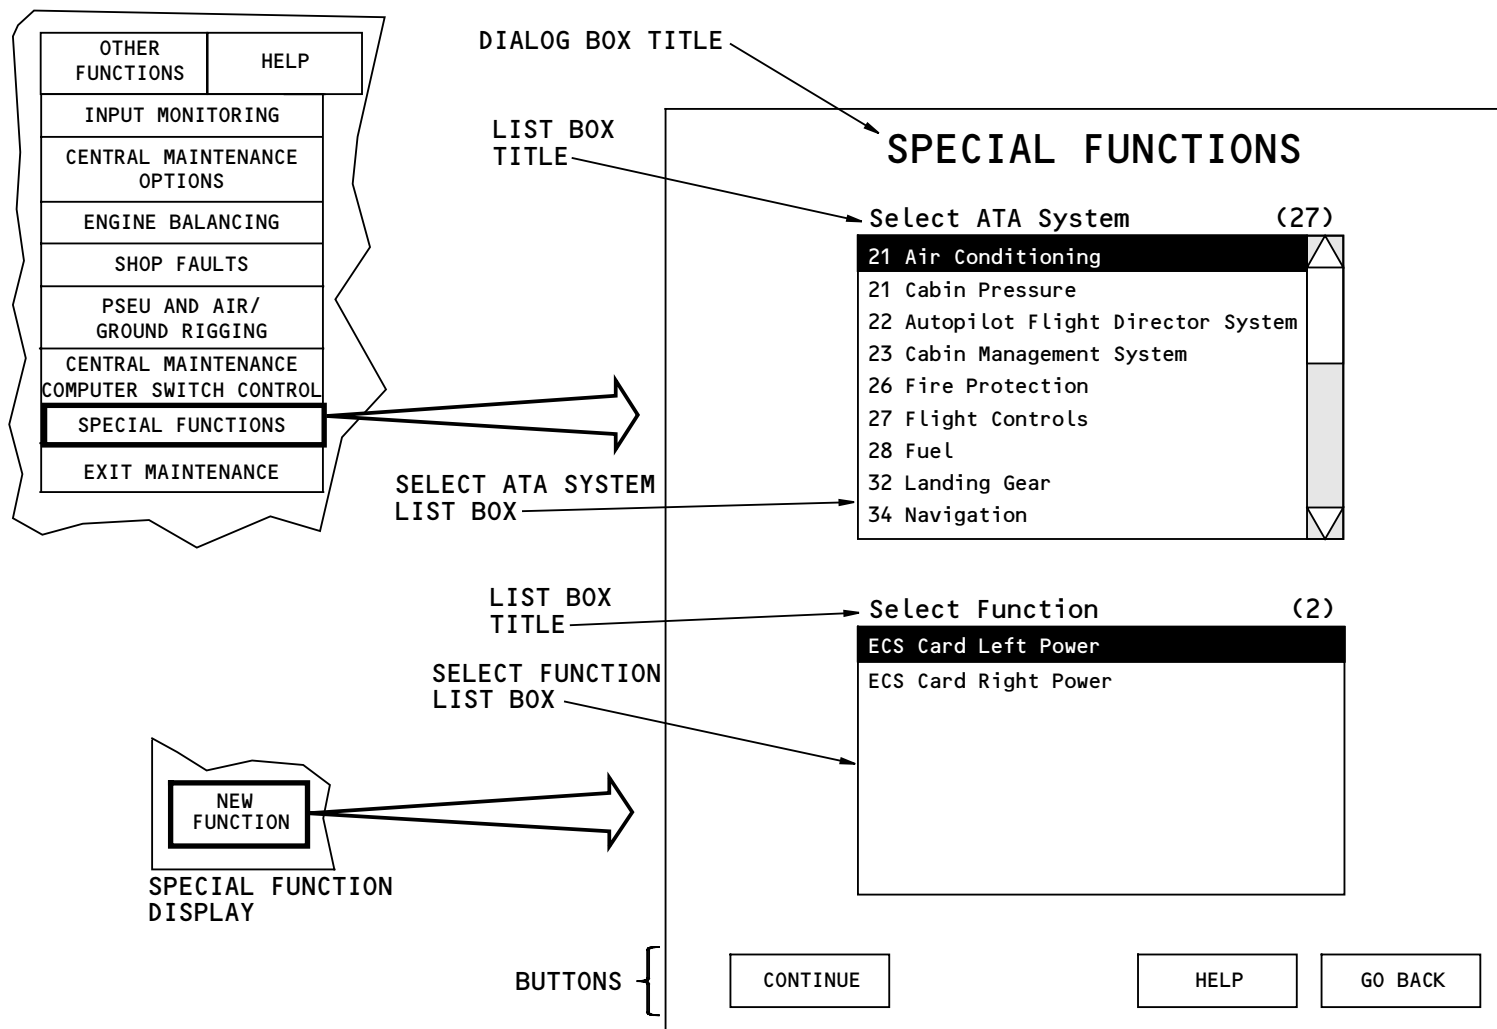 OTHER
FUNCTIONS
HELP
INPUT MONITORING
CENTRAL MAINTENANCE
OPTIONS
ENGINE BALANCING
SHOP FAULTS
PSEU AND AIR/
GROUND RIGGING
CENTRAL MAINTENANCE
COMPUTER SWITCH CONTROL
SPECIAL FUNCTIONS
EXIT MAINTENANCE
DIALOG BOX TITLE
LIST BOX
TITLE
SPECIAL FUNCTIONS
Select ATA System (27)
21 Air Conditioning
21 Cabin Pressure
22 Autopilot Flight Director System
23 Cabin Management System
26 Fire Protection
27 Flight Controls
28 Fuel
32 Landing Gear
34 Navigation
SELECT ATA SYSTEM
LIST BOX
LIST BOX
TITLE
Select Function (2)
ECS Card Left Power
ECS Card Right Power
SELECT FUNCTION
LIST BOX
NEW
FUNCTION
SPECIAL FUNCTION
DISPLAY
BUTTONS
CONTINUE
HELP
GO BACK